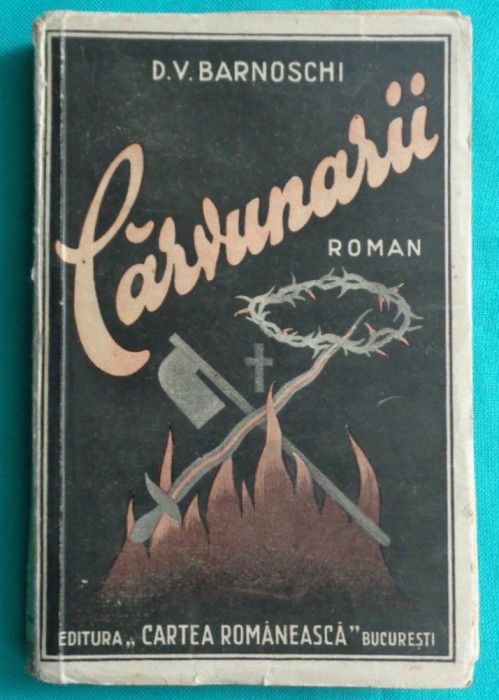 D.V. BARNOSCHI
Cărvunarii
ROMAN
EDITURA „CARTEA ROMÂNEASCĂ” BUCUREȘTI